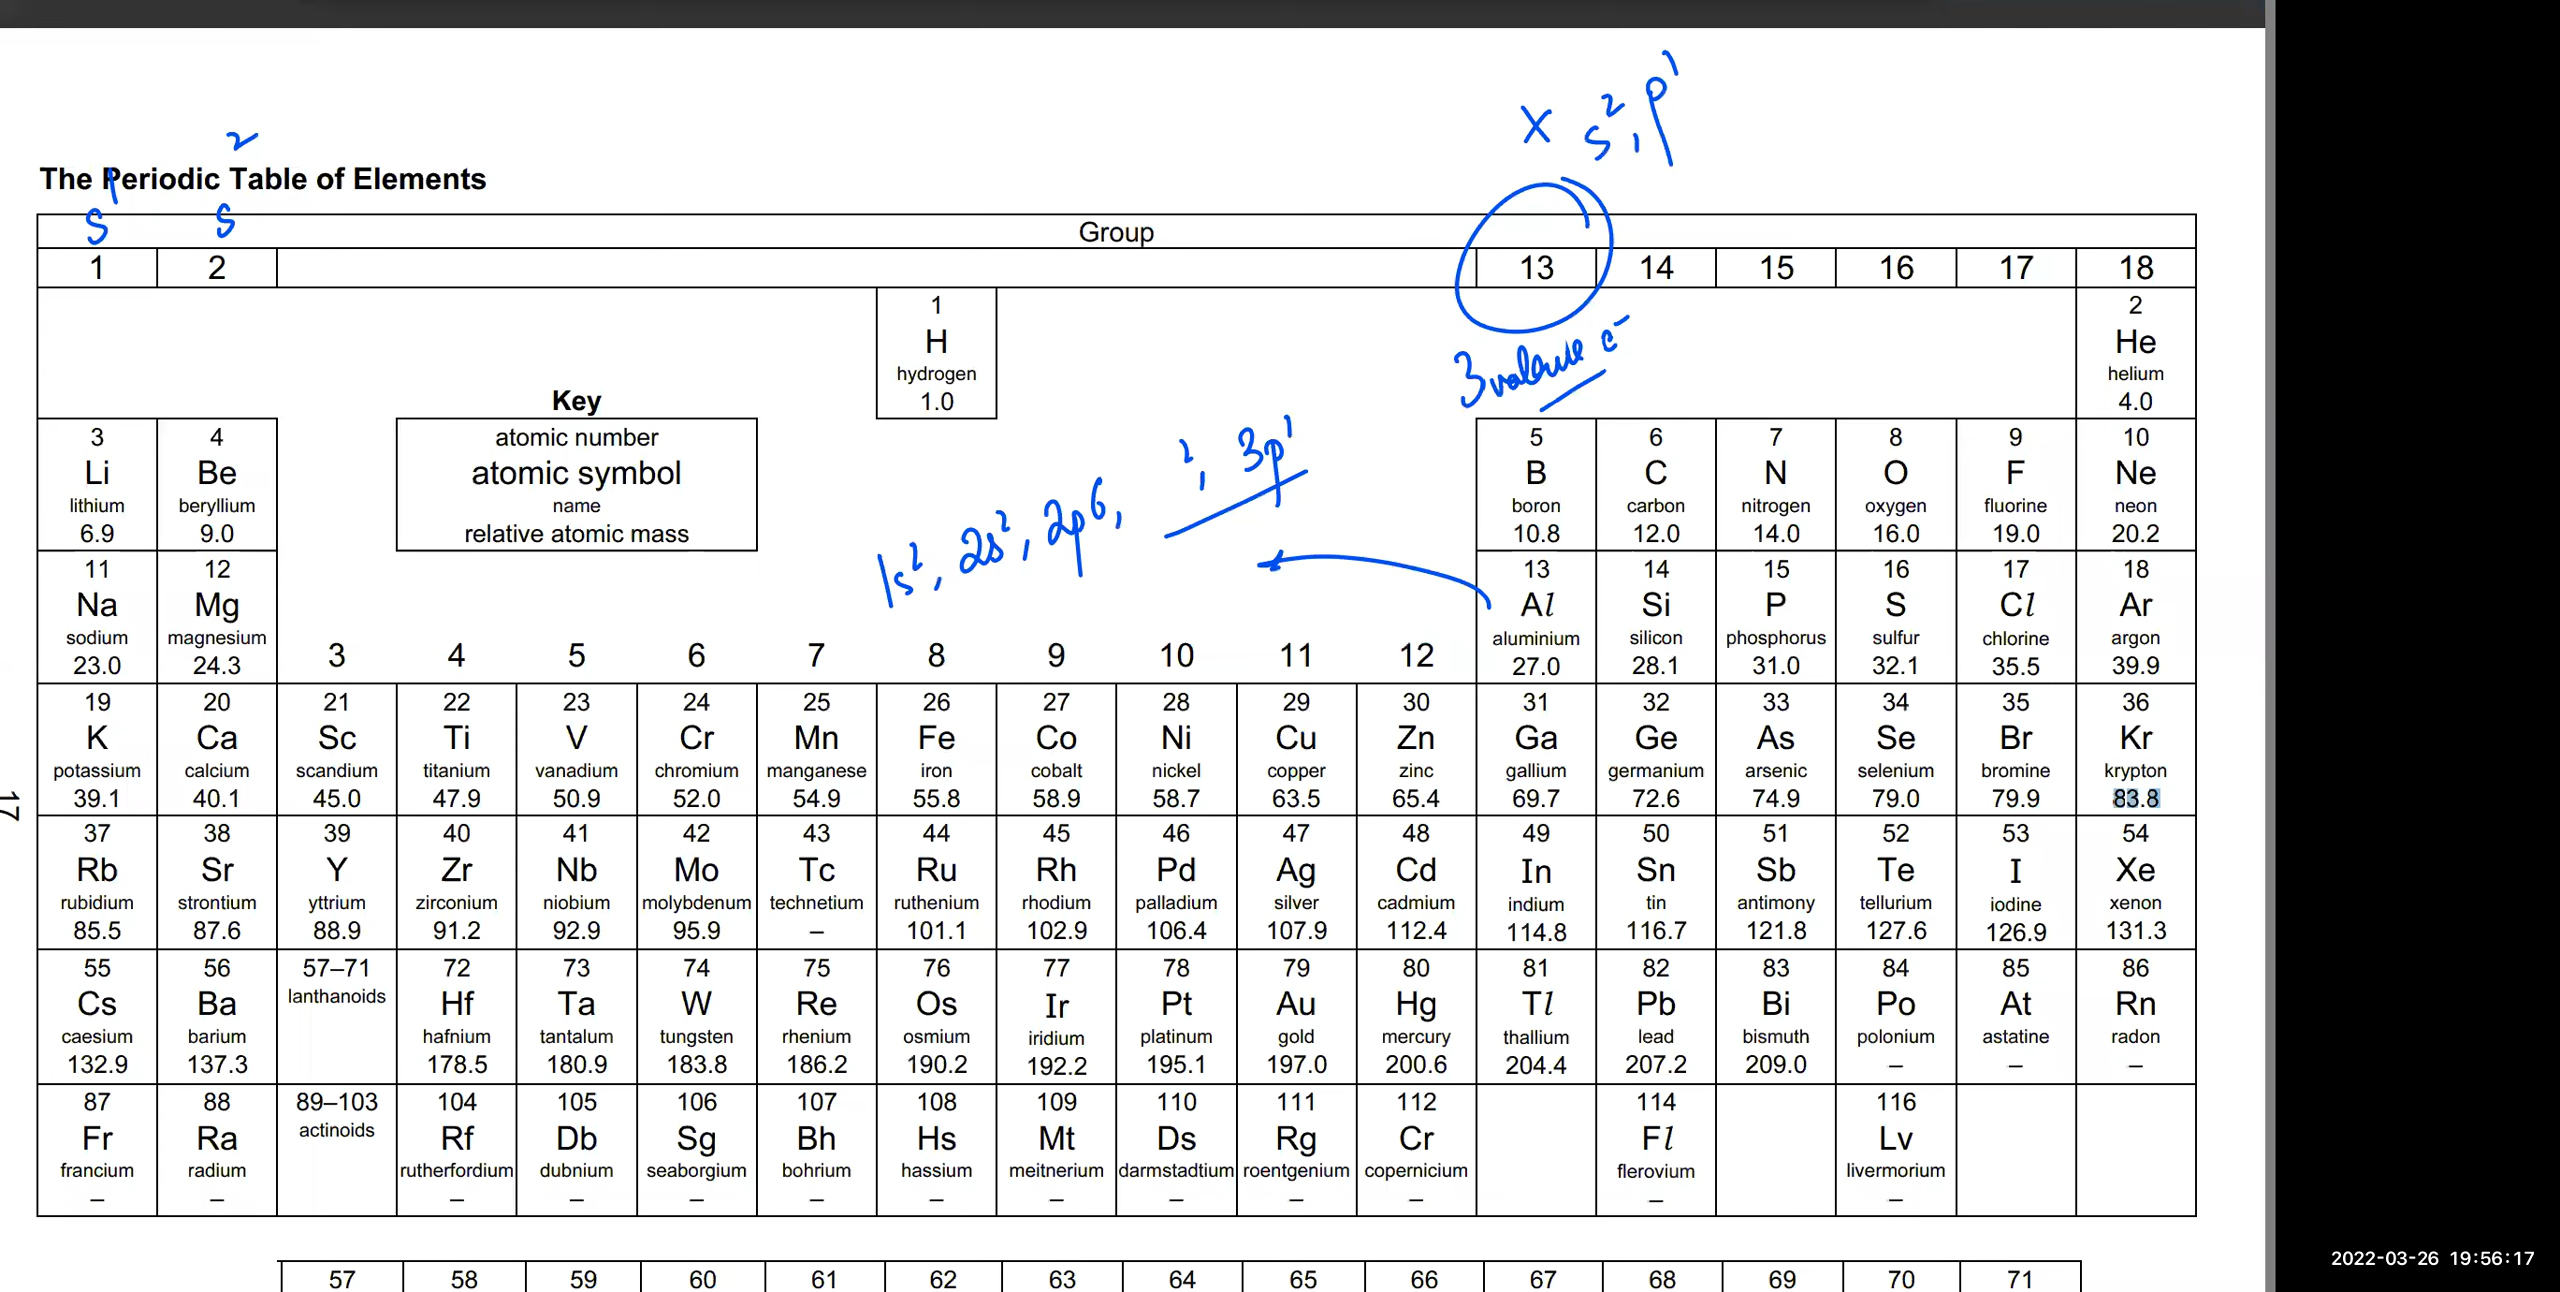 X s², p¹
2
The Periodic Table of Elements
s¹ s
Group
1 2 13 14 15 16 17 18
1 2
H He
hydrogen helium
1.0 4.0
3 valence e⁻
Key
3 4 atomic number 5 6 7 8 9 10
Li Be atomic symbol B C N O F Ne
lithium beryllium name boron carbon nitrogen oxygen fluorine neon
6.9 9.0 relative atomic mass 10.8 12.0 14.0 16.0 19.0 20.2
1s², 2s², 2p6, ², 3p¹
11 12 13 14 15 16 17 18
Na Mg Al Si P S Cl Ar
sodium magnesium aluminium silicon phosphorus sulfur chlorine argon
23.0 24.3 3 4 5 6 7 8 9 10 11 12 27.0 28.1 31.0 32.1 35.5 39.9
19 20 21 22 23 24 25 26 27 28 29 30 31 32 33 34 35 36
K Ca Sc Ti V Cr Mn Fe Co Ni Cu Zn Ga Ge As Se Br Kr
potassium calcium scandium titanium vanadium chromium manganese iron cobalt nickel copper zinc gallium germanium arsenic selenium bromine krypton
39.1 40.1 45.0 47.9 50.9 52.0 54.9 55.8 58.9 58.7 63.5 65.4 69.7 72.6 74.9 79.0 79.9 83.8
17
37 38 39 40 41 42 43 44 45 46 47 48 49 50 51 52 53 54
Rb Sr Y Zr Nb Mo Tc Ru Rh Pd Ag Cd In Sn Sb Te I Xe
rubidium strontium yttrium zirconium niobium molybdenum technetium ruthenium rhodium palladium silver cadmium indium tin antimony tellurium iodine xenon
85.5 87.6 88.9 91.2 92.9 95.9 – 101.1 102.9 106.4 107.9 112.4 114.8 116.7 121.8 127.6 126.9 131.3
55 56 57–71 72 73 74 75 76 77 78 79 80 81 82 83 84 85 86
Cs Ba lanthanoids Hf Ta W Re Os Ir Pt Au Hg Tl Pb Bi Po At Rn
caesium barium hafnium tantalum tungsten rhenium osmium iridium platinum gold mercury thallium lead bismuth polonium astatine radon
132.9 137.3 178.5 180.9 183.8 186.2 190.2 192.2 195.1 197.0 200.6 204.4 207.2 209.0 – – –
87 88 89–103 104 105 106 107 108 109 110 111 112 114 116
Fr Ra actinoids Rf Db Sg Bh Hs Mt Ds Rg Cr Fl Lv
francium radium rutherfordium dubnium seaborgium bohrium hassium meitnerium darmstadtium roentgenium copernicium flerovium livermorium
– – – – – – – – – – – – –
57 58 59 60 61 62 63 64 65 66 67 68 69 70 71
2022-03-26 19:56:17